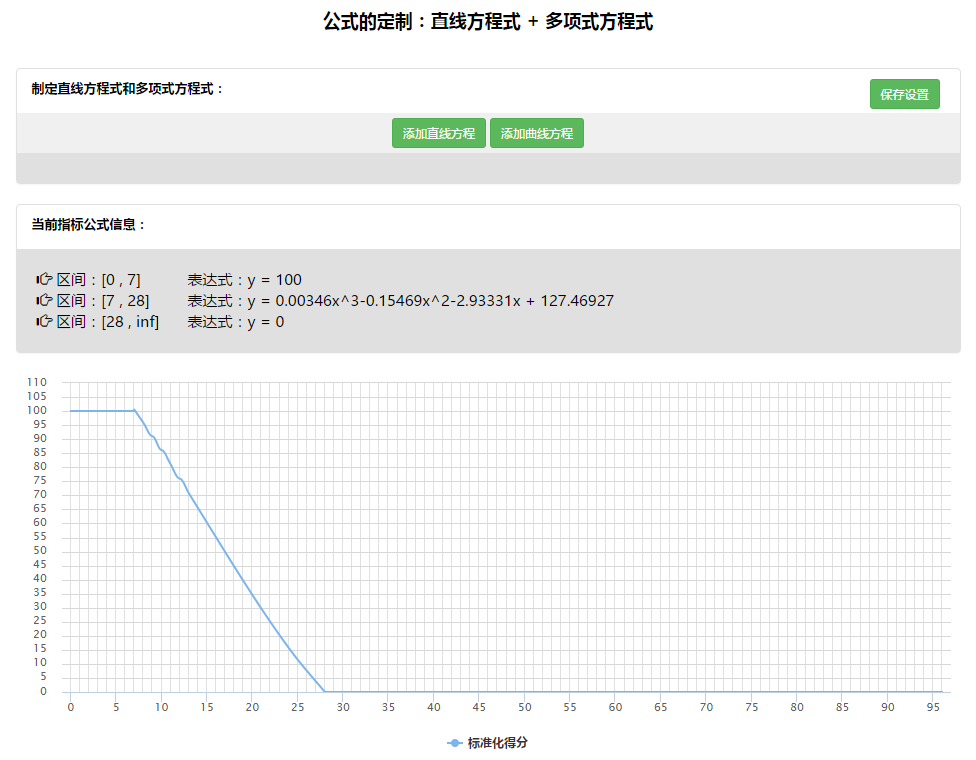 公式的定制：直线方程式 + 多项式方程式
制定直线方程式和多项式方程式：
保存设置
添加直线方程 添加曲线方程
当前指标公式信息：
区间：[0 , 7] 表达式：y = 100
区间：[7 , 28] 表达式：y = 0.00346x^3-0.15469x^2-2.93331x + 127.46927
区间：[28 , inf] 表达式：y = 0
110
105
100
95
90
85
80
75
70
65
60
55
50
45
40
35
30
25
20
15
10
5
0
0 5 10 15 20 25 30 35 40 45 50 55 60 65 70 75 80 85 90 95
标准化得分